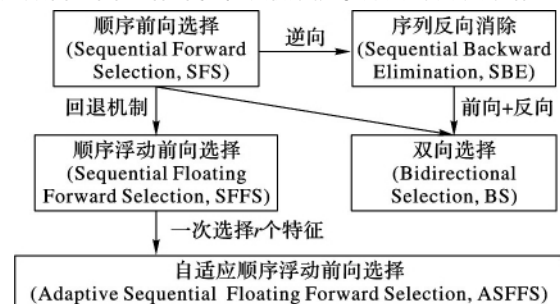 顺序前向选择
(Sequential Forward
Selection, SFS)
逆向
序列反向消除
(Sequential Backward
Elimination, SBE)
回退机制
前向+反向
顺序浮动前向选择
(Sequential Floating
Forward Selection, SFFS)
双向选择
(Bidirectional
Selection, BS)
一次选择r个特征
自适应顺序浮动前向选择
(Adaptive Sequential Floating Forward Selection, ASFFS)